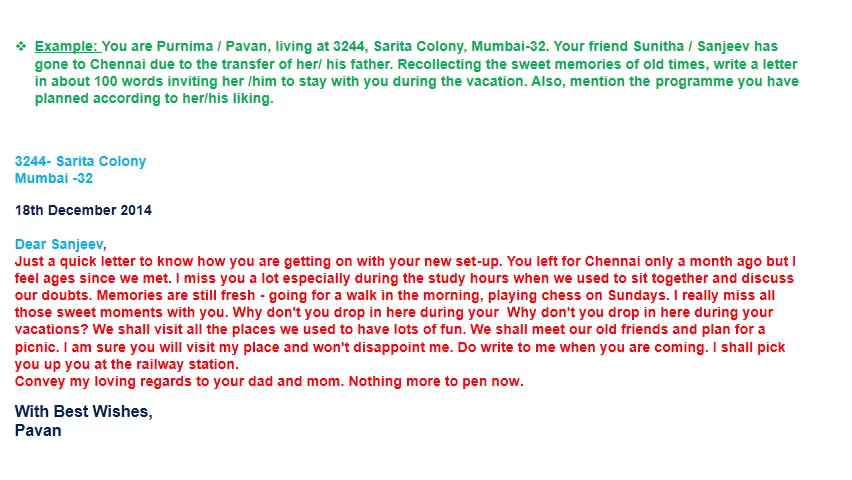 ❖ Example: You are Purnima / Pavan, living at 3244, Sarita Colony, Mumbai-32. Your friend Sunitha / Sanjeev has
gone to Chennai due to the transfer of her/ his father. Recollecting the sweet memories of old times, write a letter
in about 100 words inviting her /him to stay with you during the vacation. Also, mention the programme you have
planned according to her/his liking.
3244- Sarita Colony
Mumbai -32
18th December 2014
Dear Sanjeev,
Just a quick letter to know how you are getting on with your new set-up. You left for Chennai only a month ago but I
feel ages since we met. I miss you a lot especially during the study hours when we used to sit together and discuss
our doubts. Memories are still fresh - going for a walk in the morning, playing chess on Sundays. I really miss all
those sweet moments with you. Why don't you drop in here during your  Why don't you drop in here during your
vacations? We shall visit all the places we used to have lots of fun. We shall meet our old friends and plan for a
picnic. I am sure you will visit my place and won't disappoint me. Do write to me when you are coming. I shall pick
you up you at the railway station.
Convey my loving regards to your dad and mom. Nothing more to pen now.
With Best Wishes,
Pavan